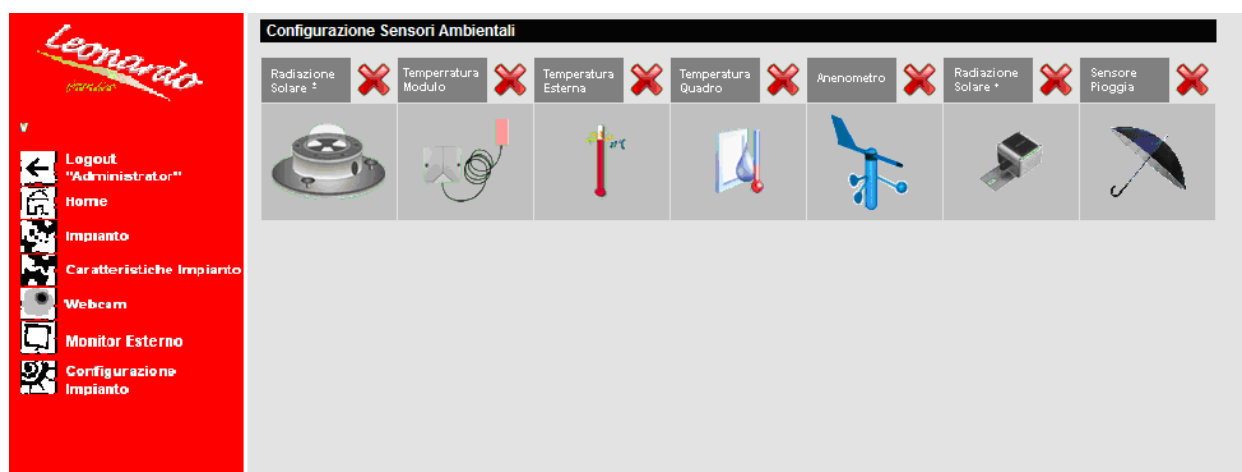 Leonardo
v
Logout
"Administrator"
Home
Impianto
Caratteristiche Impianto
Webcam
Monitor Esterno
Configurazione
Impianto
Configurazione Sensori Ambientali
Radiazione
Solare ±
Temperratura
Modulo
Temperatura
Esterna
Temperatura
Quadro
Anenometro
Radiazione
Solare +
Sensore
Pioggia